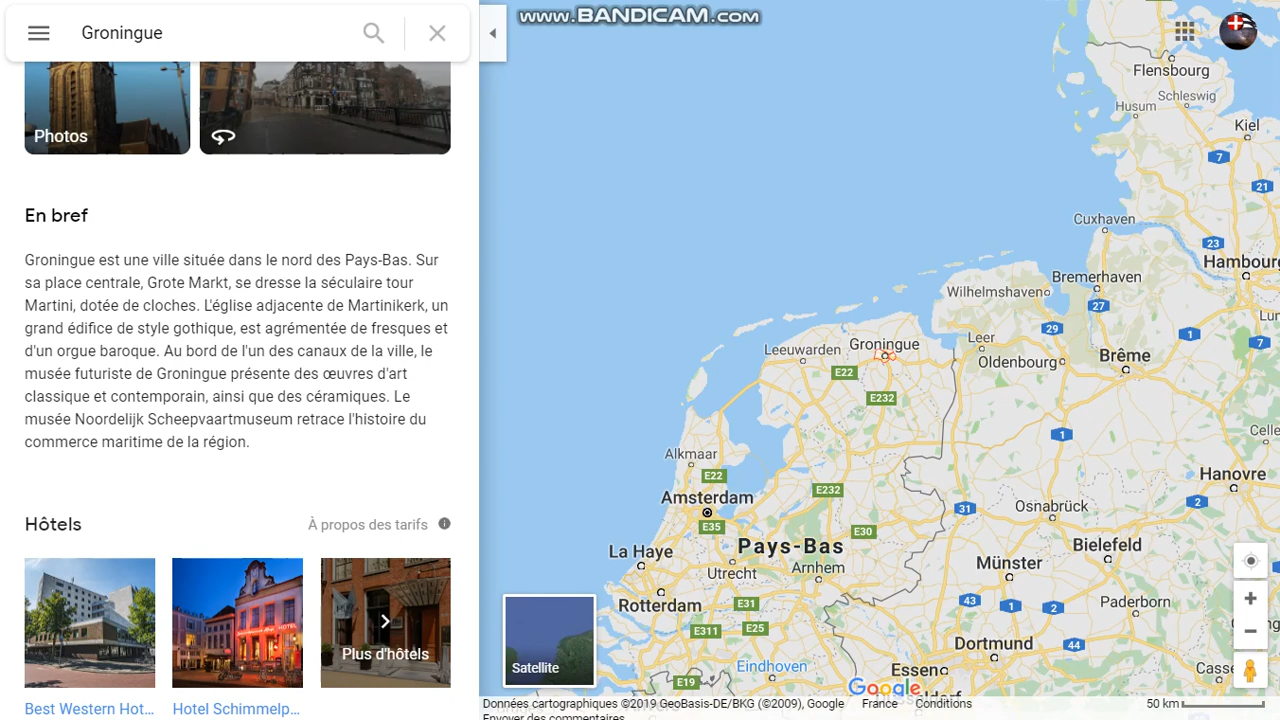 www.BANDICAM.com
Groningue
Photos
En bref
Groningue est une ville située dans le nord des Pays-Bas. Sur
sa place centrale, Grote Markt, se dresse la séculaire tour
Martini, dotée de cloches. L'église adjacente de Martinikerk, un
grand édifice de style gothique, est agrémentée de fresques et
d'un orgue baroque. Au bord de l'un des canaux de la ville, le
musée futuriste de Groningue présente des œuvres d'art
classique et contemporain, ainsi que des céramiques. Le
musée Noordelijk Scheepvaartmuseum retrace l'histoire du
commerce maritime de la région.
Hôtels
À propos des tarifs
Plus d'hôtels
Best Western Hot...
Hotel Schimmelp...
Flensbourg
Schleswig
Husum
Kiel
7
21
Cuxhaven
23
Hambourg
Bremerhaven
Wilhelmshaven
27
29
1
Lun
7
Leer
Leeuwarden
Groningue
Oldenbourg
Brême
E22
E232
1
Celle
Alkmaar
E22
Hanovre
Amsterdam
E232
31
Osnabrück
2
E35
E30
La Haye
Pays-Bas
Bielefeld
Utrecht
Arnhem
Münster
Rotterdam
E31
43
1
2
Paderborn
E311
E25
Dortmund
44
Satellite
Eindhoven
Essen
Casse
E19
Google
Données cartographiques ©2019 GeoBasis-DE/BKG (©2009), Google
France
Conditions
50 km
Envoyer des commentaires